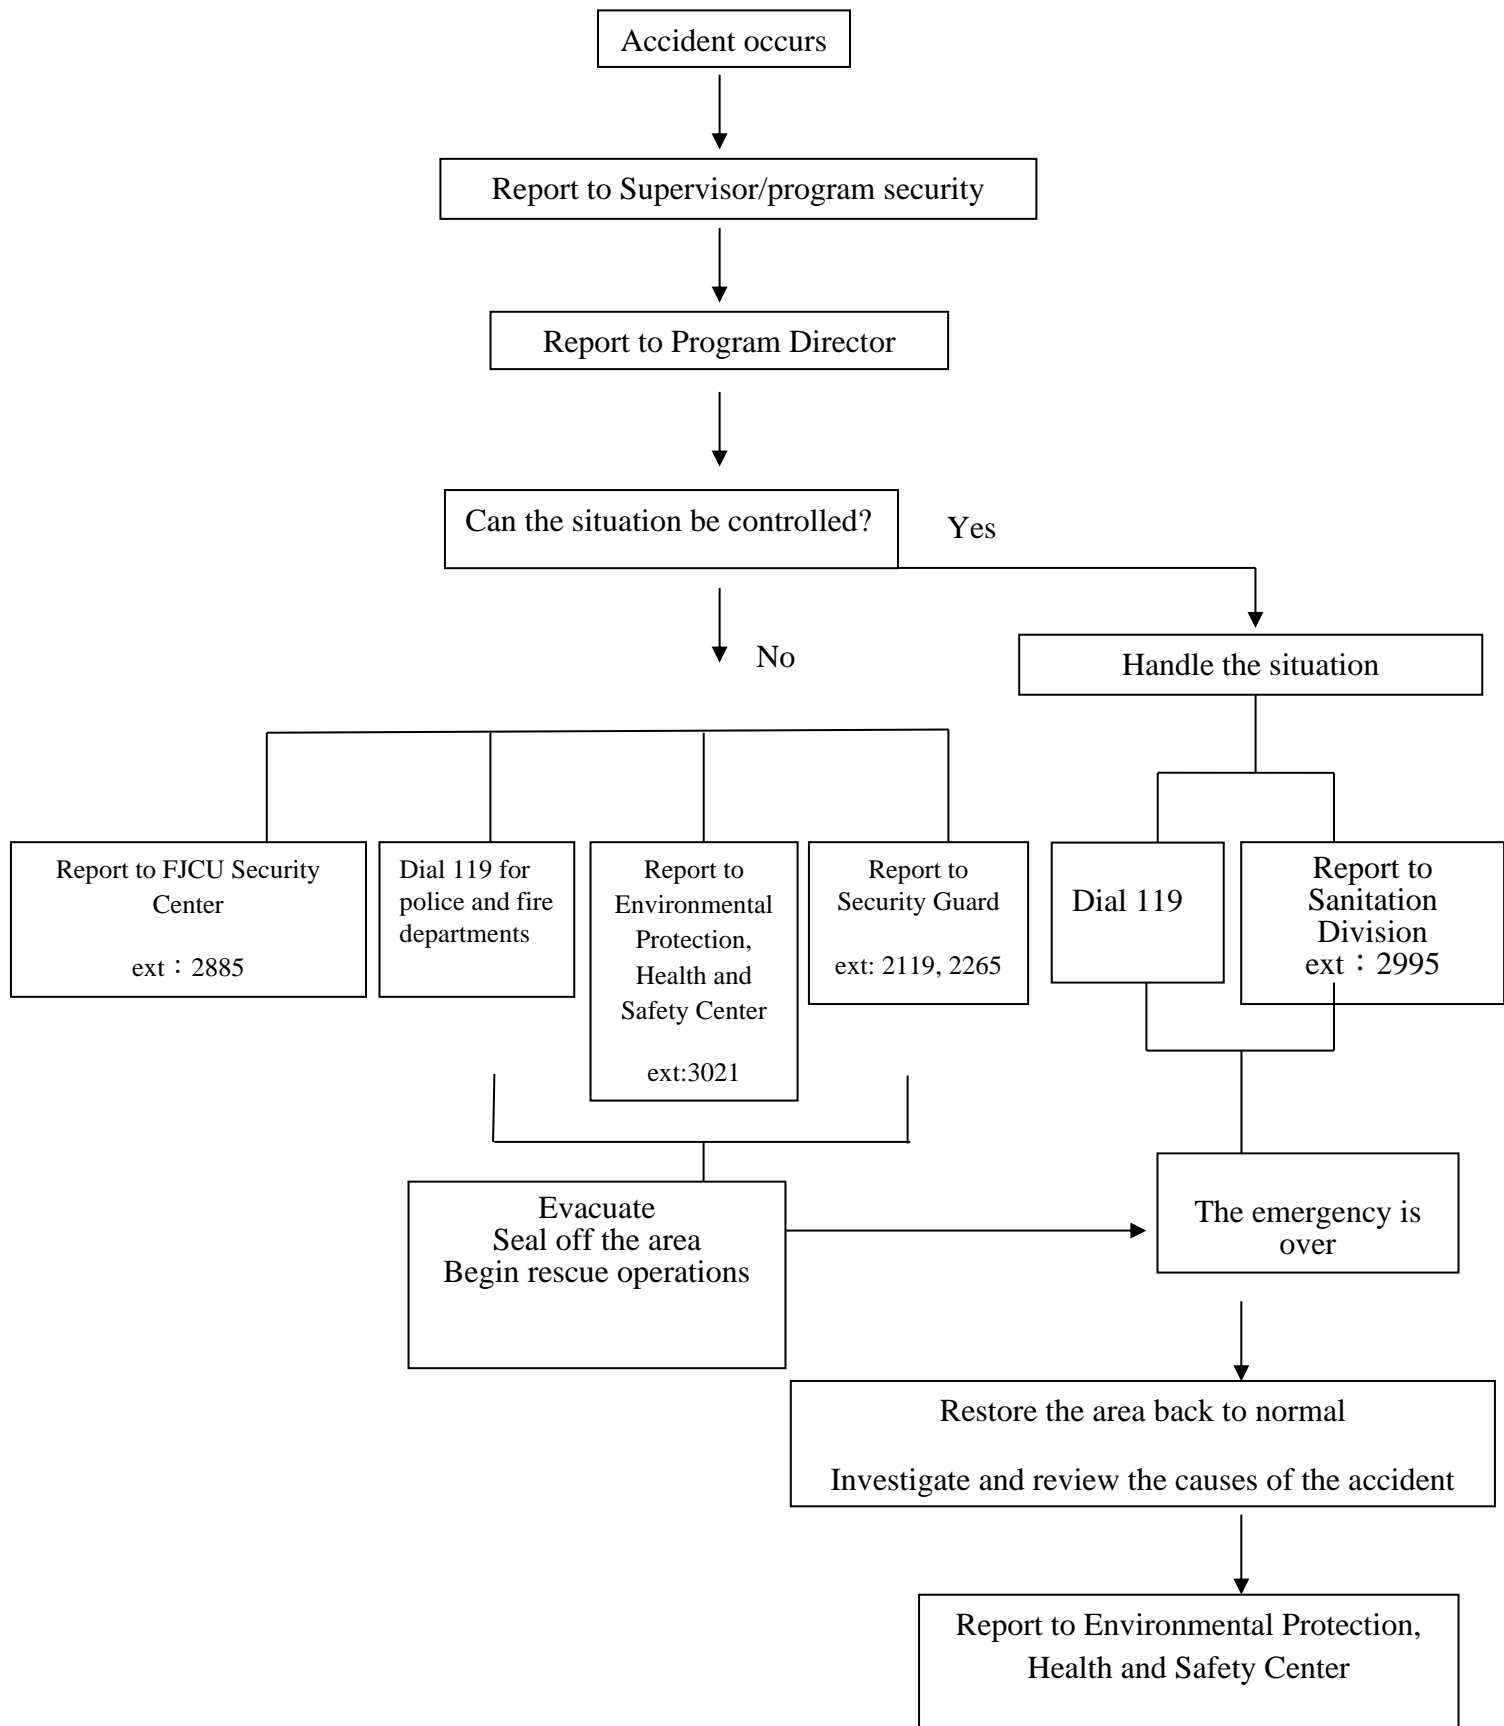 Accident occurs
Report to Supervisor/program security
Report to Program Director
Can the situation be controlled?
Yes
No
Handle the situation
Report to FJCU Security
Center
ext：2885
Dial 119 for
police and fire
departments
Report to
Environmental
Protection,
Health and
Safety Center
ext:3021
Report to
Security Guard
ext: 2119, 2265
Dial 119
Report to
Sanitation
Division
ext：2995
Evacuate
Seal off the area
Begin rescue operations
The emergency is
over
Restore the area back to normal
Investigate and review the causes of the accident
Report to Environmental Protection,
Health and Safety Center